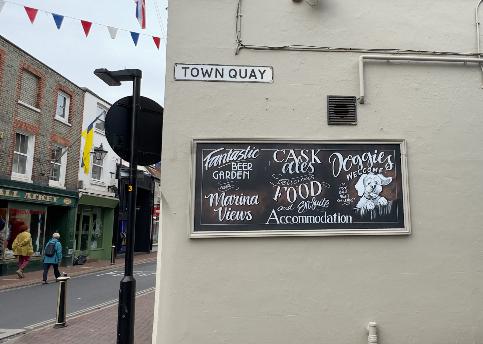 TOWN QUAY
Fantastic
BEER
GARDEN
Marina
Views
CASK
ales
FOOD
and ensuite
Accommodation
Doggies
WELCOME